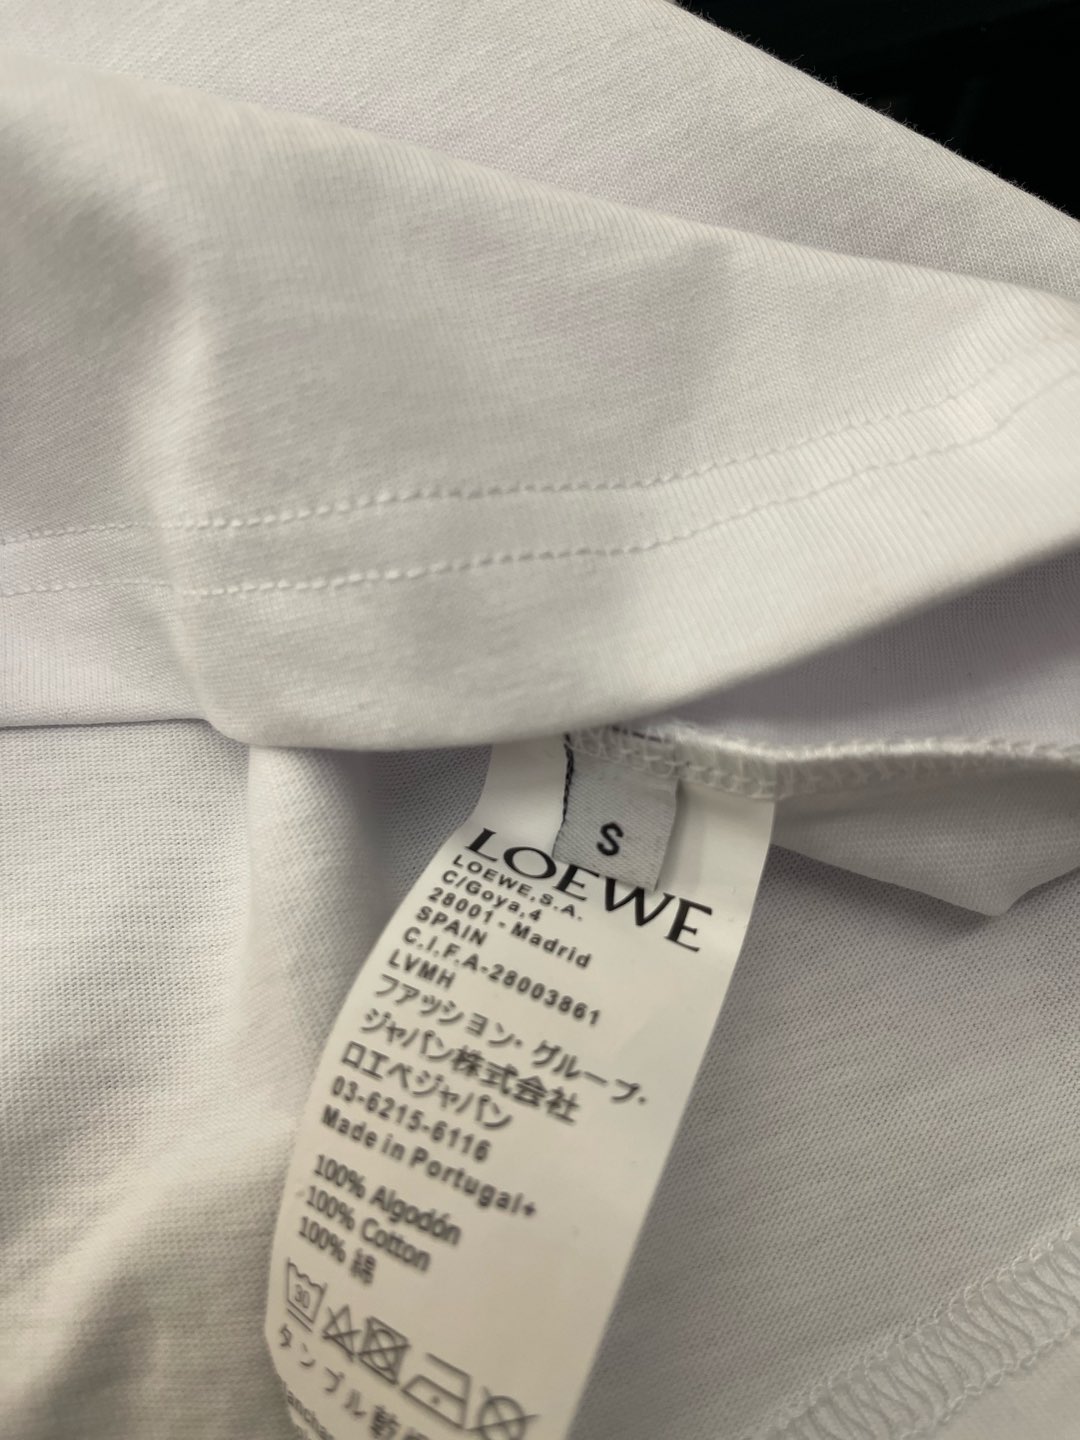 S
LOEWE
LOEWE,S.A.
C/Goya,4
28001-Madrid
SPAIN
C.I.F.A-28003861
LVMH
ファッション・グループ・
ジャパン株式会社
ロエベジャパン
03-6215-6116
Made in Portugal+
100% Algodón
100% Cotton
100% 綿
30
タンブル乾